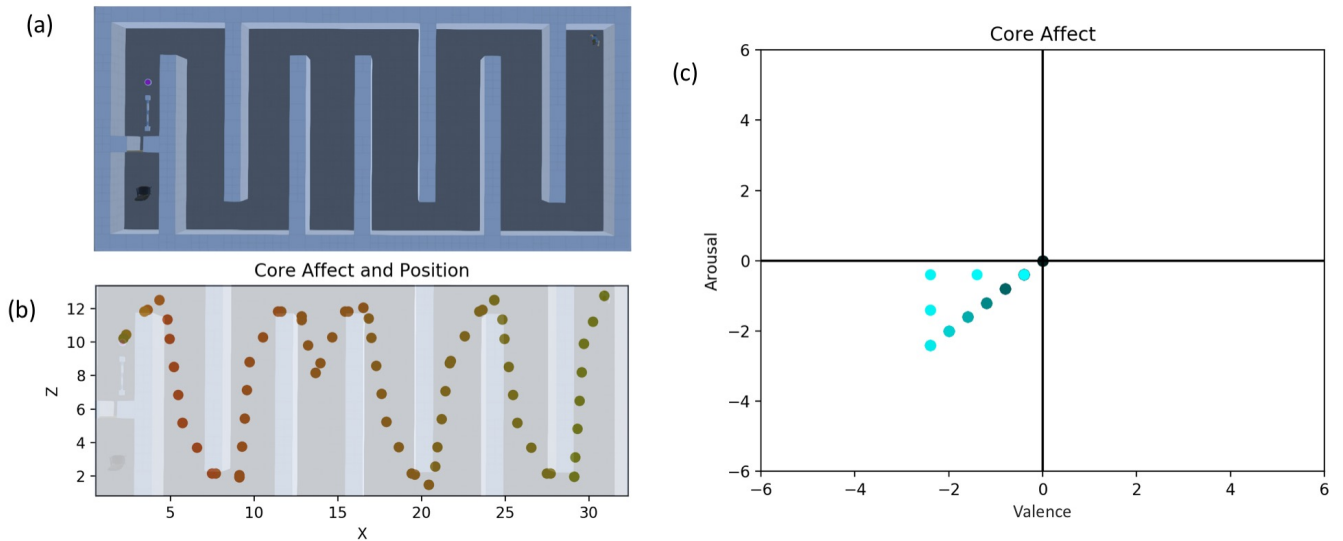 (a)
Core Affect and Position
(b)
Z
12
10
8
6
4
2
5 10 15 20 25 30
X
(c)
Core Affect
Arousal
6
4
2
0
−2
−4
−6
−6 −4 −2 0 2 4 6
Valence